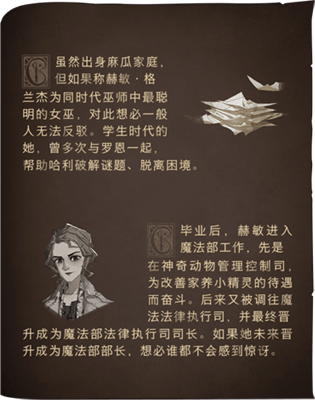 虽然出身麻瓜家庭，
但如果称赫敏·格
兰杰为同时代巫师中最聪
明的女巫，对此想必一般
人无法反驳。学生时代的
她，曾多次与罗恩一起，
帮助哈利破解谜题、脱离困境。
毕业后，赫敏进入
魔法部工作，先是
在神奇动物管理控制司，
为改善家养小精灵的待遇
而奋斗。后来又被调往魔
法法律执行司，并最终晋
升成为魔法部法律执行司司长。如果她未来晋
升成为魔法部部长，想必谁都不会感到惊讶。